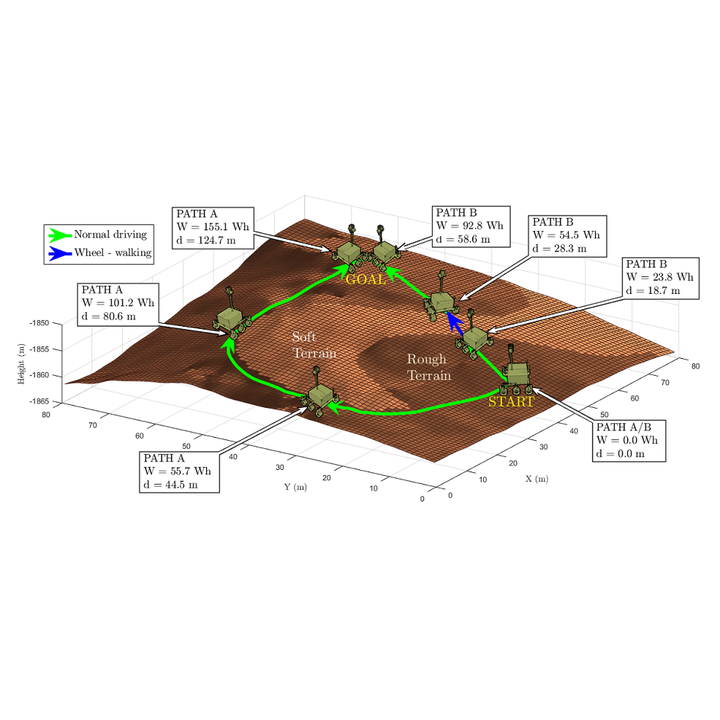 PATH A
W = 155.1 Wh
d = 124.7 m
PATH B
W = 92.8 Wh
d = 58.6 m
PATH B
W = 54.5 Wh
d = 28.3 m
Normal driving
Wheel - walking
PATH B
W = 23.8 Wh
d = 18.7 m
PATH A
W = 101.2 Wh
d = 80.6 m
GOAL
Soft
Terrain
Rough
Terrain
START
-1850
-1855
-1860
-1865
Height (m)
PATH A/B
W = 0.0 Wh
d = 0.0 m
PATH A
W = 55.7 Wh
d = 44.5 m
80
70
60
50
40
30
20
10
0
Y (m)
0
10
20
30
40
50
60
70
80
X (m)